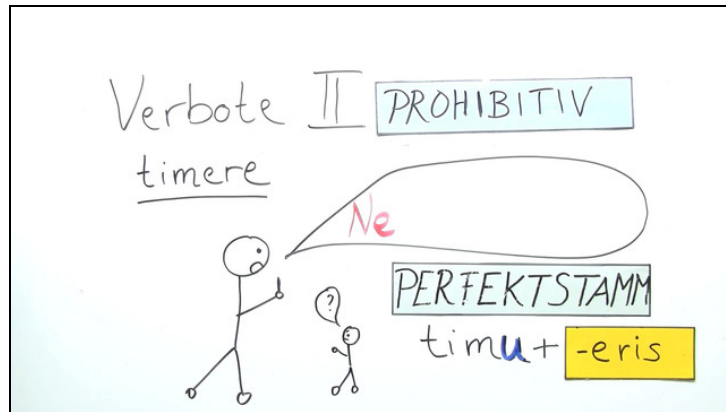 Verbote II PROHIBITIV
timere
Ne
PERFEKTSTAMM
?
timu + -eris